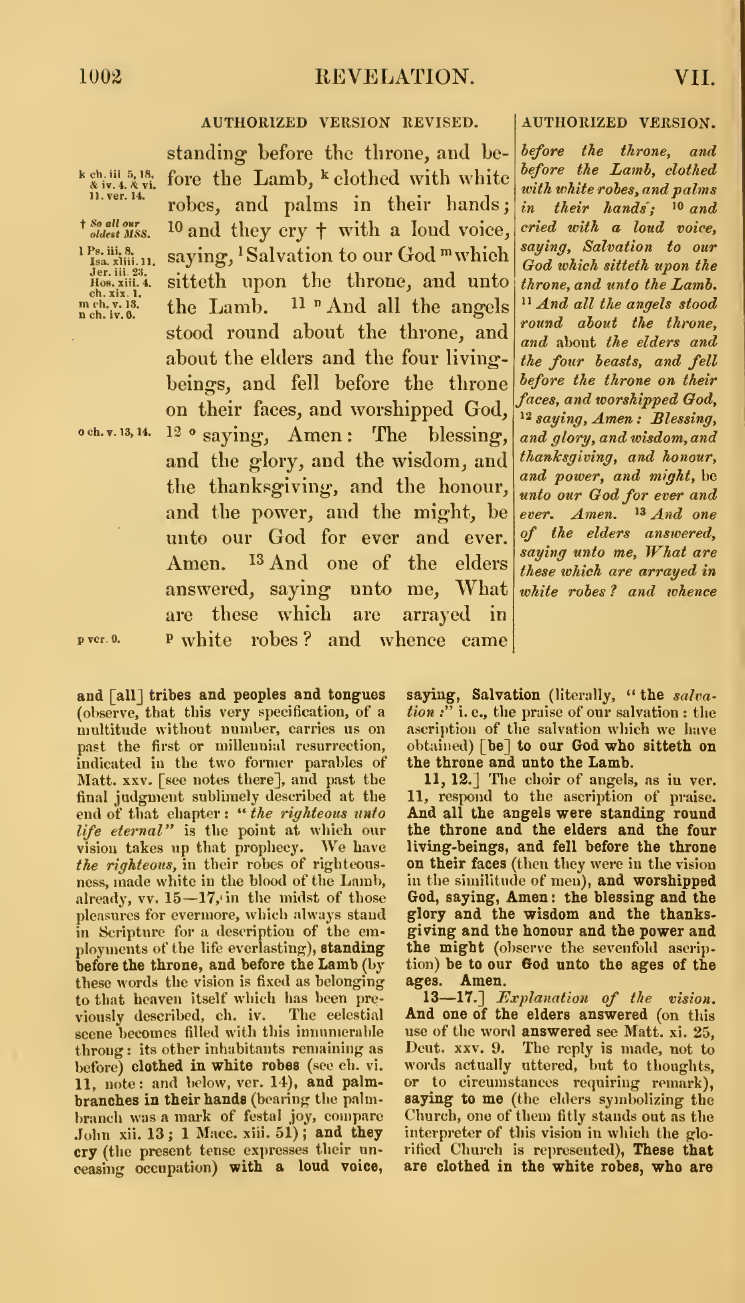 1002 REVELATION. VII.
AUTHORIZED VERSION REVISED.
standing before the throne, and be-
fore the Lamb, k clothed with white
robes, and palms in their hands;
10 and they cry † with a loud voice,
saying, l Salvation to our God m which
sitteth upon the throne, and unto
the Lamb. 11 n And all the angels
stood round about the throne, and
about the elders and the four living-
beings, and fell before the throne
on their faces, and worshipped God,
12 o saying, Amen: The blessing,
and the glory, and the wisdom, and
the thanksgiving, and the honour,
and the power, and the might, be
unto our God for ever and ever.
Amen. 13 And one of the elders
answered, saying unto me, What
are these which are arrayed in
p white robes? and whence came
k ch. iii 5, 18.
& iv. 4. & vi.
11. ver. 14.
† So all our
oldest MSS.
l Ps. iii. 8.
Isa. xliii. 11.
Jer. iii. 23.
Hos. xiii. 4.
ch. xix. 1.
m ch. v. 13.
n ch. iv. 6.
o ch. v. 13, 14.
p ver. 9.
AUTHORIZED VERSION.
before the throne, and
before the Lamb, clothed
with white robes, and palms
in their hands; 10 and
cried with a loud voice,
saying, Salvation to our
God which sitteth upon the
throne, and unto the Lamb.
11 And all the angels stood
round about the throne,
and about the elders and
the four beasts, and fell
before the throne on their
faces, and worshipped God,
12 saying, Amen: Blessing,
and glory, and wisdom, and
thanksgiving, and honour,
and power, and might, be
unto our God for ever and
ever. Amen. 13 And one
of the elders answered,
saying unto me, What are
these which are arrayed in
white robes? and whence
and [all] tribes and peoples and tongues
(observe, that this very specification, of a
multitude without number, carries us on
past the first or millennial resurrection,
indicated in the two former parables of
Matt. xxv. [see notes there], and past the
final judgment sublimely described at the
end of that chapter: "the righteous unto
life eternal" is the point at which our
vision takes up that prophecy. We have
the righteous, in their robes of righteous-
ness, made white in the blood of the Lamb,
already, vv. 15—17, in the midst of those
pleasures for evermore, which always stand
in Scripture for a description of the em-
ployments of the life everlasting), standing
before the throne, and before the Lamb (by
these words the vision is fixed as belonging
to that heaven itself which has been pre-
viously described, ch. iv. The celestial
scene becomes filled with this innumerable
throng: its other inhabitants remaining as
before) clothed in white robes (see ch. vi.
11, note: and below, ver. 14), and palm-
branches in their hands (bearing the palm-
branch was a mark of festal joy, compare
John xii. 13; 1 Macc. xiii. 51); and they
cry (the present tense expresses their un-
ceasing occupation) with a loud voice,
saying, Salvation (literally, "the salva-
tion:" i. e., the praise of our salvation: the
ascription of the salvation which we have
obtained) [be] to our God who sitteth on
the throne and unto the Lamb.
11, 12.] The choir of angels, as in ver.
11, respond to the ascription of praise.
And all the angels were standing round
the throne and the elders and the four
living-beings, and fell before the throne
on their faces (then they were in the vision
in the similitude of men), and worshipped
God, saying, Amen: the blessing and the
glory and the wisdom and the thanks-
giving and the honour and the power and
the might (observe the sevenfold ascrip-
tion) be to our God unto the ages of the
ages. Amen.
13—17.] Explanation of the vision.
And one of the elders answered (on this
use of the word answered see Matt. xi. 25,
Deut. xxv. 9. The reply is made, not to
words actually uttered, but to thoughts,
or to circumstances requiring remark),
saying to me (the elders symbolizing the
Church, one of them fitly stands out as the
interpreter of this vision in which the glo-
rified Church is represented), These that
are clothed in the white robes, who are